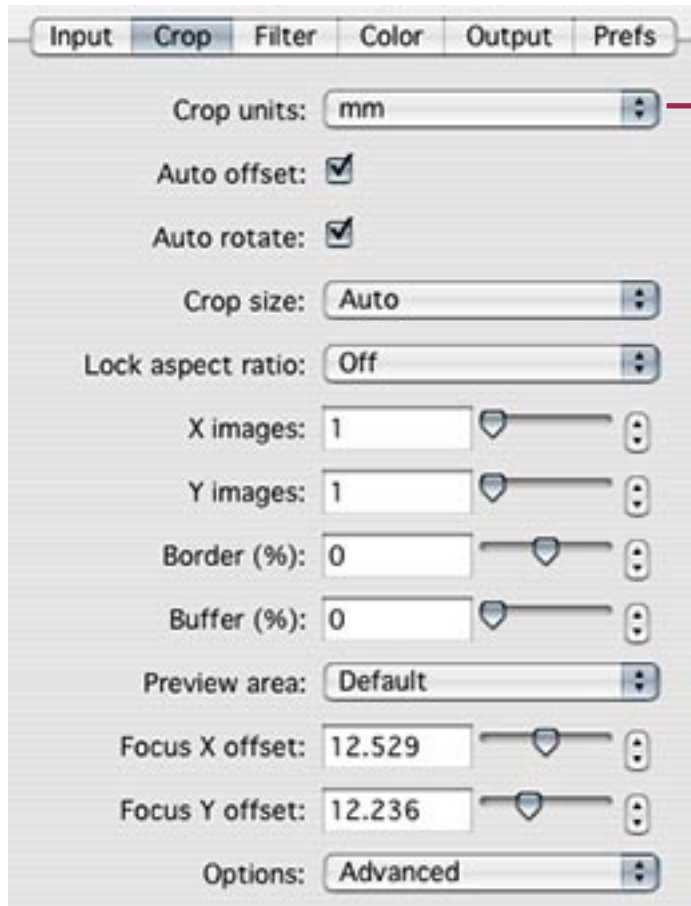 Input Crop Filter Color Output Prefs
Crop units: mm
Auto offset:
Auto rotate:
Crop size: Auto
Lock aspect ratio: Off
X images: 1
Y images: 1
Border (%): 0
Buffer (%): 0
Preview area: Default
Focus X offset: 12.529
Focus Y offset: 12.236
Options: Advanced